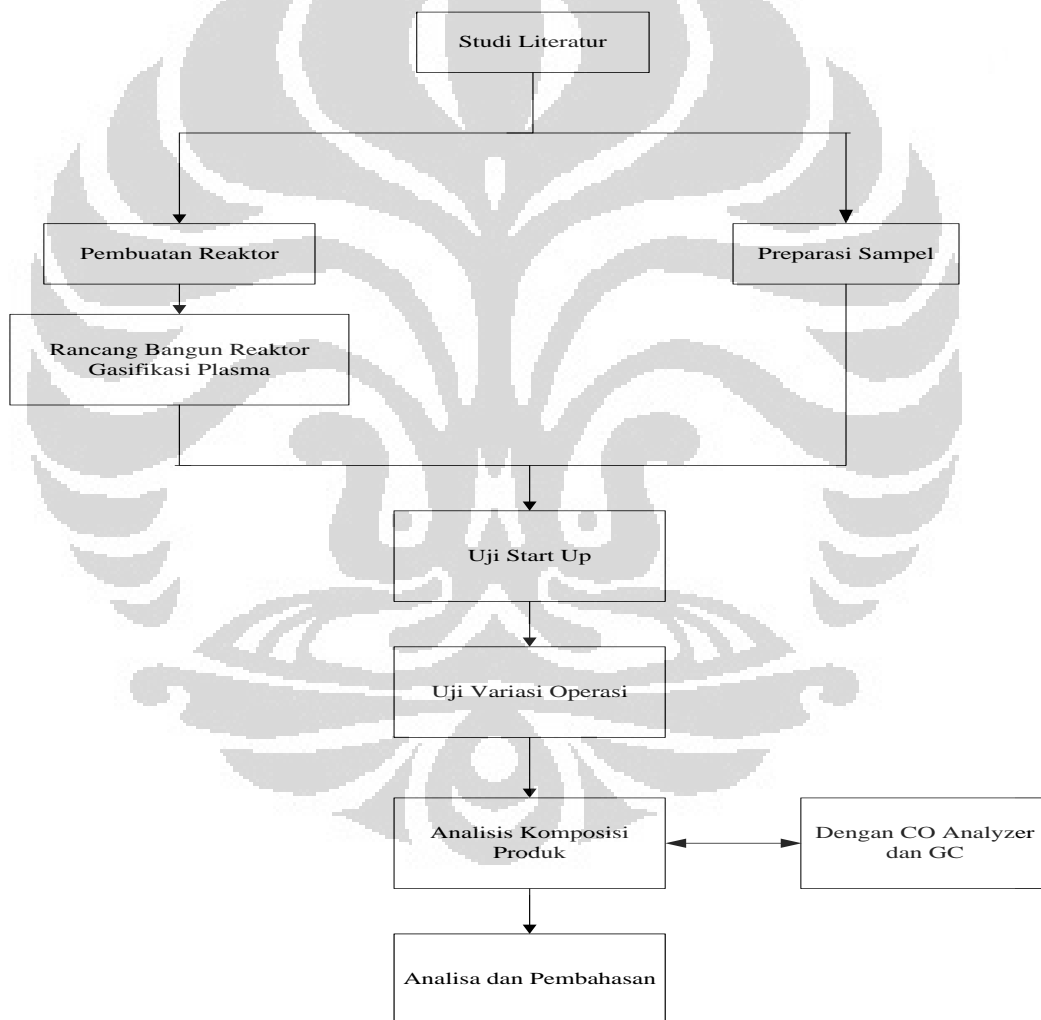 Studi Literatur
Pembuatan Reaktor
Preparasi Sampel
Rancang Bangun Reaktor
Gasifikasi Plasma
Uji Start Up
Uji Variasi Operasi
Analisis Komposisi
Produk
Dengan CO Analyzer
dan GC
Analisa dan Pembahasan